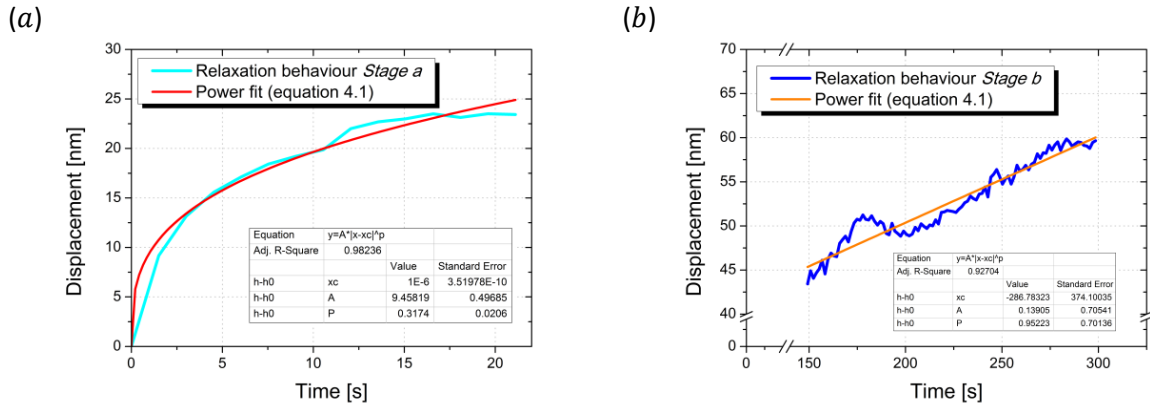 (a)
30
25
20
15
10
5
0
Displacement [nm]
Relaxation behaviour Stage a
Power fit (equation 4.1)
Equation y=A*|x-xc|^p
Adj. R-Square 0.98236
Value Standard Error
h-h0 xc 1E-6 3.51978E-10
h-h0 A 9.45819 0.49685
h-h0 P 0.3174 0.0206
0 5 10 15 20
Time [s]
(b)
70
65
60
55
50
45
40
0
Displacement [nm]
Relaxation behaviour Stage b
Power fit (equation 4.1)
Equation y=A*|x-xc|^p
Adj. R-Square 0.92704
Value Standard Error
h-h0 xc -286.78323 374.10035
h-h0 A 0.13905 0.70541
h-h0 P 0.95223 0.70136
0 150 200 250 300
Time [s]